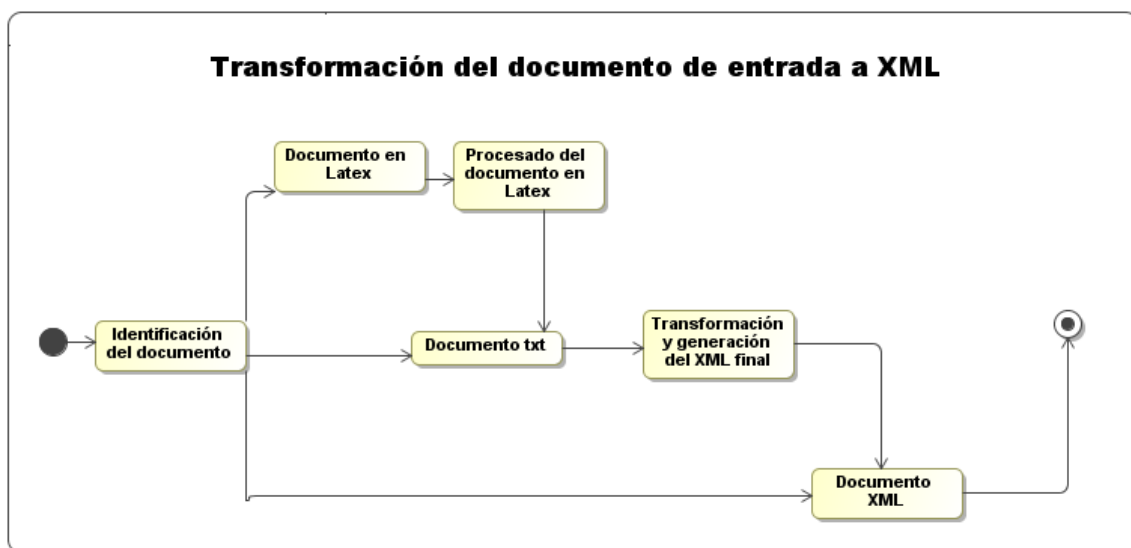 Transformación del documento de entrada a XML
Documento en
Latex
Procesado del
documento en
Latex
Identificación
del documento
Documento txt
Transformación
y generación
del XML final
Documento
XML